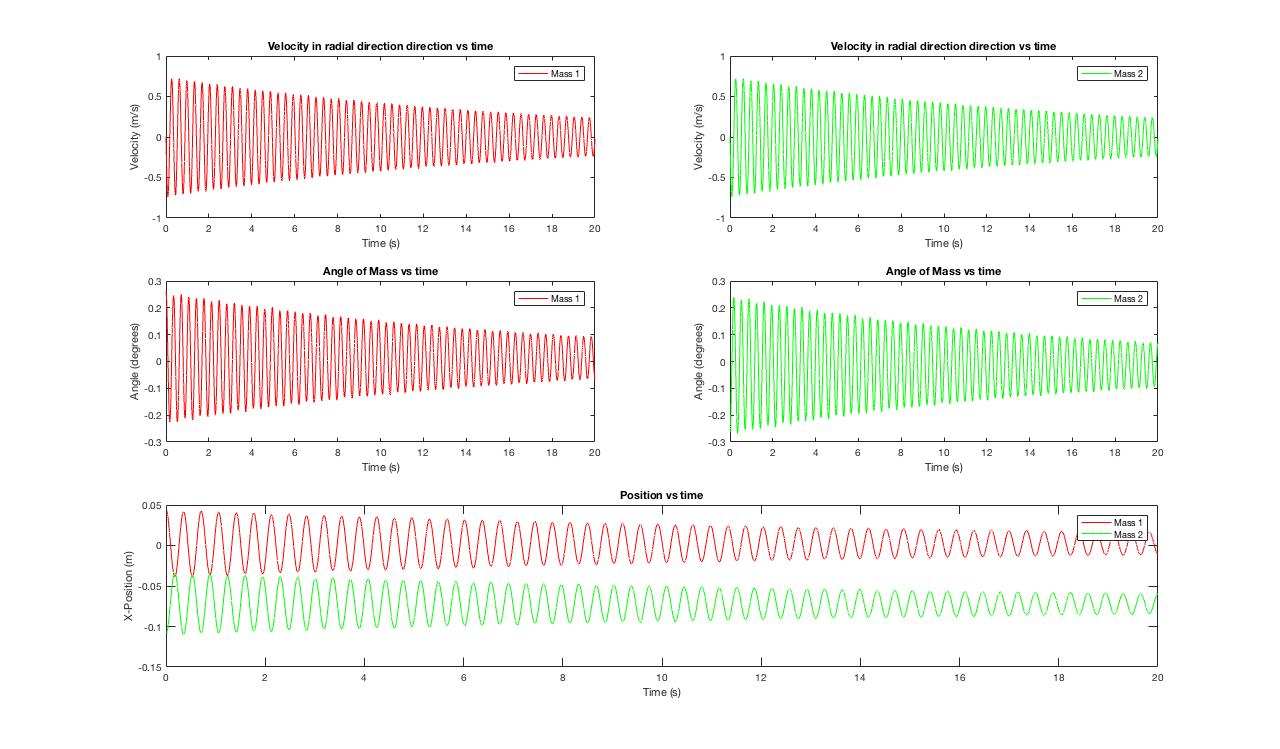 Velocity in radial direction direction vs time
Velocity (m/s)
1
0.5
0
-0.5
-1
Mass 1
0 2 4 6 8 10 12 14 16 18 20
Time (s)
Velocity in radial direction direction vs time
Velocity (m/s)
1
0.5
0
-0.5
-1
Mass 2
0 2 4 6 8 10 12 14 16 18 20
Time (s)
Angle of Mass vs time
Angle (degrees)
0.3
0.2
0.1
0
-0.1
-0.2
-0.3
Mass 1
0 2 4 6 8 10 12 14 16 18 20
Time (s)
Angle of Mass vs time
Angle (degrees)
0.3
0.2
0.1
0
-0.1
-0.2
-0.3
Mass 2
0 2 4 6 8 10 12 14 16 18 20
Time (s)
Position vs time
X-Position (m)
0.05
0
-0.05
-0.1
-0.15
Mass 1
Mass 2
0 2 4 6 8 10 12 14 16 18 20
Time (s)